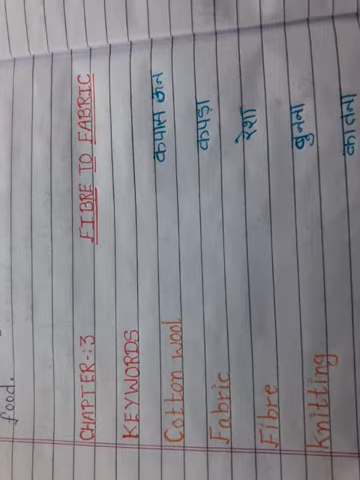 food.
CHAPTER-:3 FIBRE TO FABRIC
KEYWORDS
Cotton wool कपास ऊन
Fabric कपड़ा
Fibre रेशा
Knitting बुनना
कातना